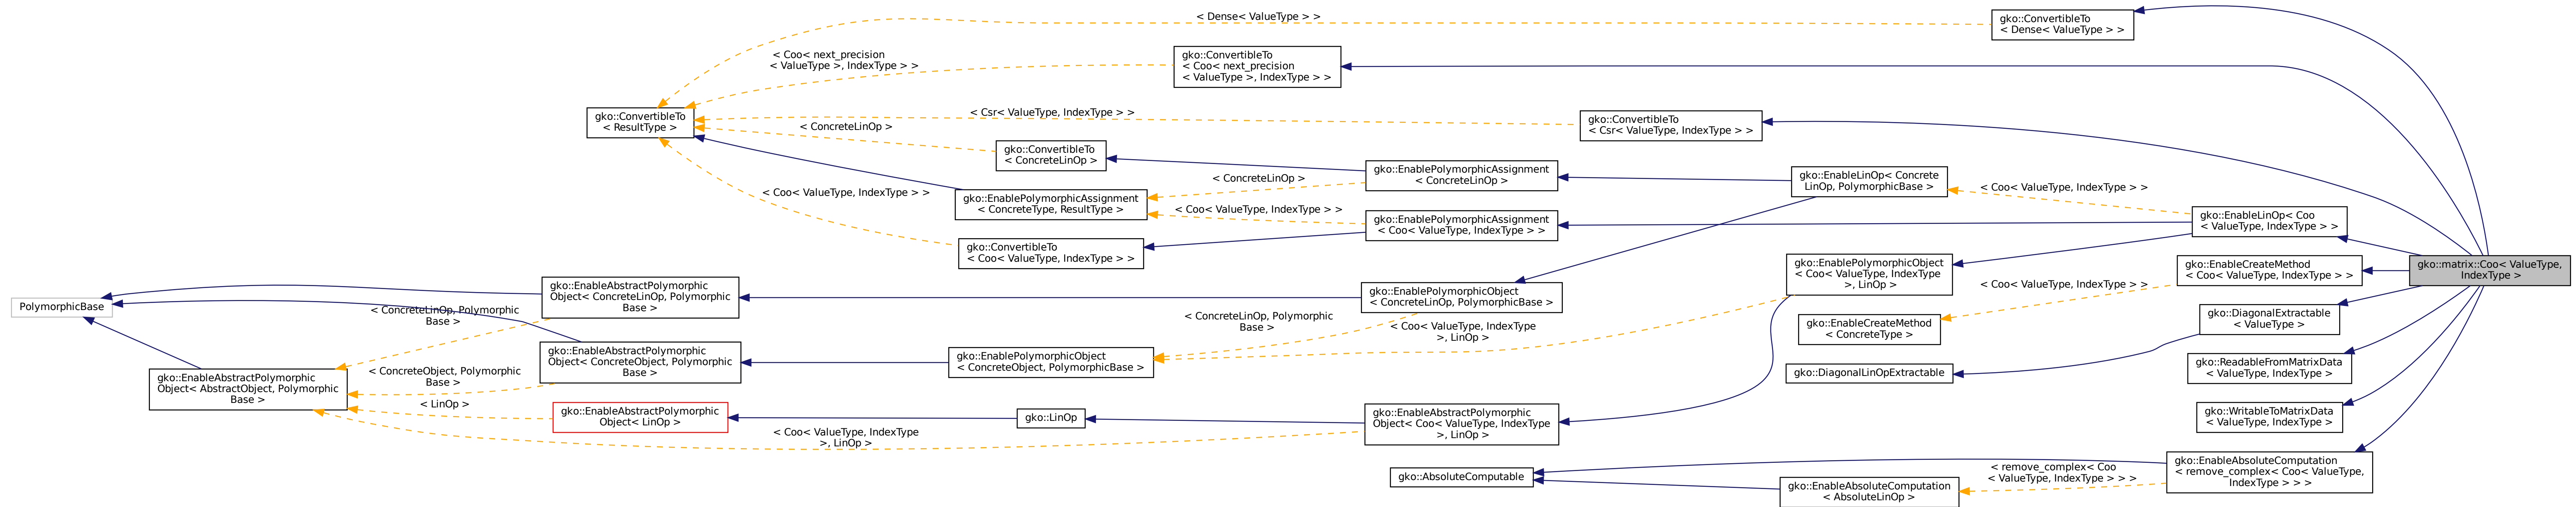 PolymorphicBase
gko::EnableAbstractPolymorphic
Object< AbstractObject, Polymorphic
Base >
< ConcreteLinOp, Polymorphic
Base >
< ConcreteObject, Polymorphic
Base >
< LinOp >
gko::EnableAbstractPolymorphic
Object< ConcreteLinOp, Polymorphic
Base >
gko::EnableAbstractPolymorphic
Object< ConcreteObject, Polymorphic
Base >
gko::EnableAbstractPolymorphic
Object< LinOp >
gko::ConvertibleTo
< ResultType >
< Coo< next_precision
< ValueType >, IndexType > >
< ConcreteLinOp >
< Coo< ValueType, IndexType > >
< Coo< ValueType, IndexType
>, LinOp >
< Csr< ValueType, IndexType > >
< Dense< ValueType > >
gko::ConvertibleTo
< ConcreteLinOp >
gko::EnablePolymorphicAssignment
< ConcreteType, ResultType >
gko::ConvertibleTo
< Coo< ValueType, IndexType > >
gko::EnablePolymorphicObject
< ConcreteObject, PolymorphicBase >
gko::LinOp
gko::ConvertibleTo
< Coo< next_precision
< ValueType >, IndexType > >
< ConcreteLinOp >
< Coo< ValueType, IndexType > >
< ConcreteLinOp, Polymorphic
Base >
< Coo< ValueType, IndexType
>, LinOp >
gko::EnablePolymorphicAssignment
< ConcreteLinOp >
gko::EnablePolymorphicAssignment
< Coo< ValueType, IndexType > >
gko::EnablePolymorphicObject
< ConcreteLinOp, PolymorphicBase >
gko::EnableAbstractPolymorphic
Object< Coo< ValueType, IndexType
>, LinOp >
gko::AbsoluteComputable
gko::ConvertibleTo
< Csr< ValueType, IndexType > >
gko::EnableLinOp< Concrete
LinOp, PolymorphicBase >
gko::EnablePolymorphicObject
< Coo< ValueType, IndexType
>, LinOp >
gko::EnableCreateMethod
< ConcreteType >
gko::DiagonalLinOpExtractable
gko::EnableAbsoluteComputation
< AbsoluteLinOp >
gko::ConvertibleTo
< Dense< ValueType > >
< Coo< ValueType, IndexType > >
< Coo< ValueType, IndexType > >
< remove_complex< Coo
< ValueType, IndexType > > >
gko::EnableLinOp< Coo
< ValueType, IndexType > >
gko::EnableCreateMethod
< Coo< ValueType, IndexType > >
gko::DiagonalExtractable
< ValueType >
gko::ReadableFromMatrixData
< ValueType, IndexType >
gko::WritableToMatrixData
< ValueType, IndexType >
gko::EnableAbsoluteComputation
< remove_complex< Coo< ValueType,
IndexType > > >
gko::matrix::Coo< ValueType,
IndexType >